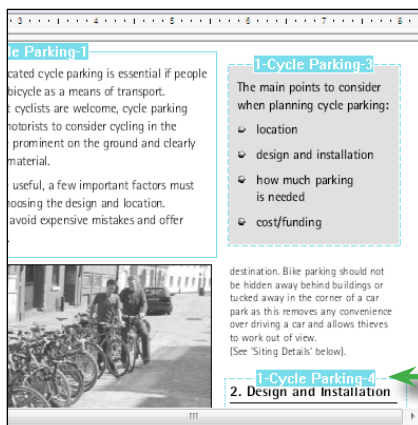 3 4 5 6 7 8
le Parking-1
cated cycle parking is essential if people
bicycle as a means of transport.
t cyclists are welcome, cycle parking
notorists to consider cycling in the
prominent on the ground and clearly
material.
useful, a few important factors must
hoosing the design and location.
avoid expensive mistakes and offer
1-Cycle Parking-3
The main points to consider
when planning cycle parking:
location
design and installation
how much parking
is needed
cost/funding
destination. Bike parking should not
be hidden away behind buildings or
tucked away in the corner of a car
park as this removes any convenience
over driving a car and allows thieves
to work out of view.
(See 'Siting Details' below).
1-Cycle Parking-4
2. Design and Installation